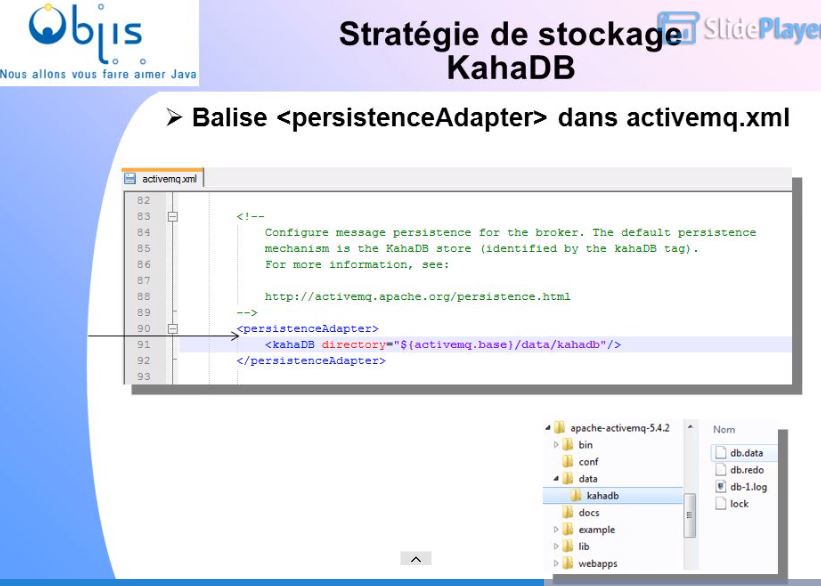 Objis
Nous allons vous faire aimer Java
Stratégie de stockage
KahaDB
SlidePlayer
➢ Balise <persistenceAdapter> dans activemq.xml
activemq.xml
82
83 <!--
84 Configure message persistence for the broker. The default persistence
85 mechanism is the KahaDB store (identified by the kahaDB tag).
86 For more information, see:
87
88 http://activemq.apache.org/persistence.html
89 -->
90 <persistenceAdapter>
91 <kahaDB directory="${activemq.base}/data/kahadb"/>
92 </persistenceAdapter>
93
apache-activemq-5.4.2
bin
conf
data
kahadb
docs
example
lib
webapps
Nom
db.data
db.redo
db-1.log
lock